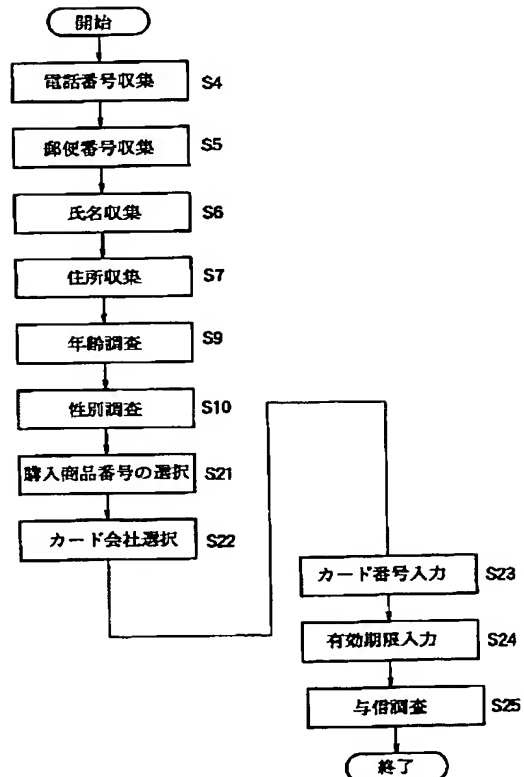 開始
電話番号収集 S4
郵便番号収集 S5
氏名収集 S6
住所収集 S7
年齢調査 S9
性別調査 S10
購入商品番号の選択 S21
カード会社選択 S22
カード番号入力 S23
有効期限入力 S24
与信調査 S25
終了